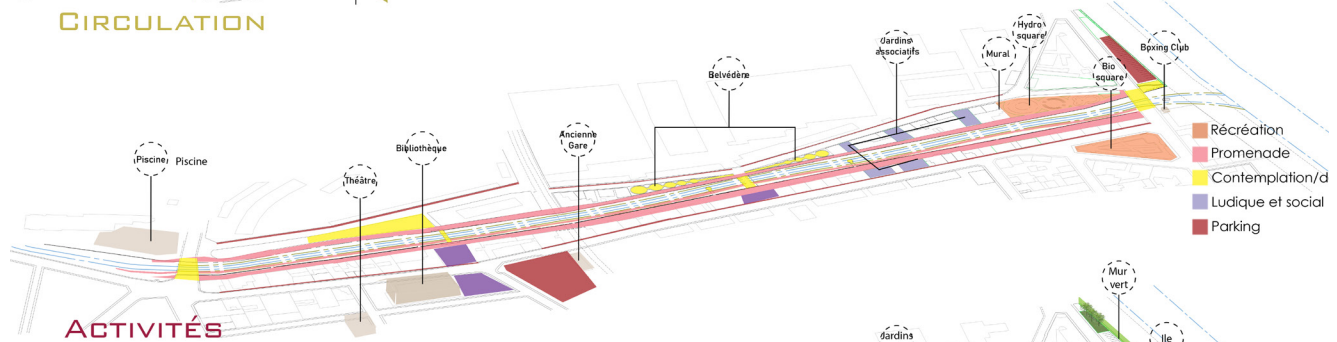 CIRCULATION
Hydro
square
Jardins
associatifs
Mural
Boxing Club
Bio
square
Belvédère
Ancienne
Gare
Bibliothèque
Piscine
Piscine
Théâtre
Récréation
Promenade
Contemplation/d
Ludique et social
Parking
Mur
vert
ACTIVITÉS
Jardins
Ile